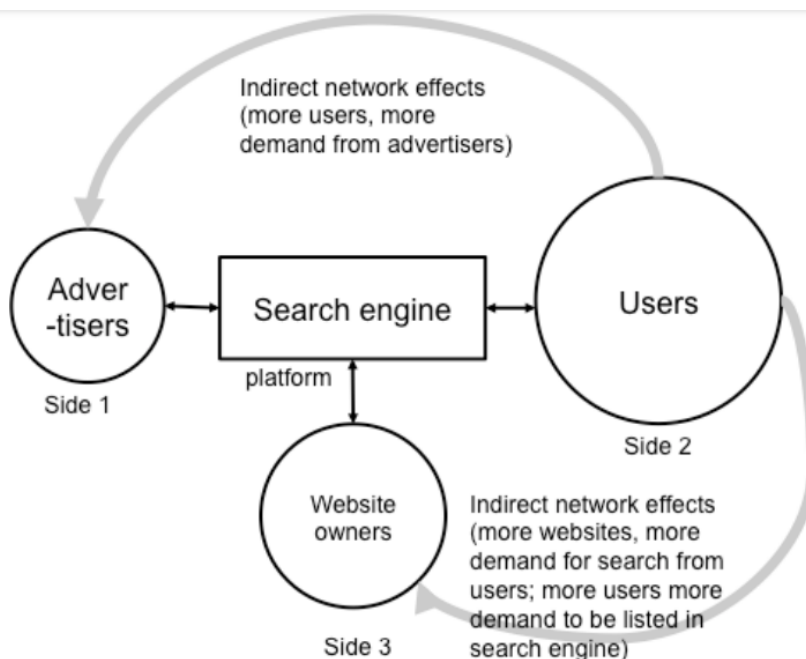 Indirect network effects
(more users, more
demand from advertisers)
Adver
-tisers
Search engine
Users
platform
Side 1
Side 2
Website
owners
Indirect network effects
(more websites, more
demand for search from
users; more users more
demand to be listed in
search engine)
Side 3